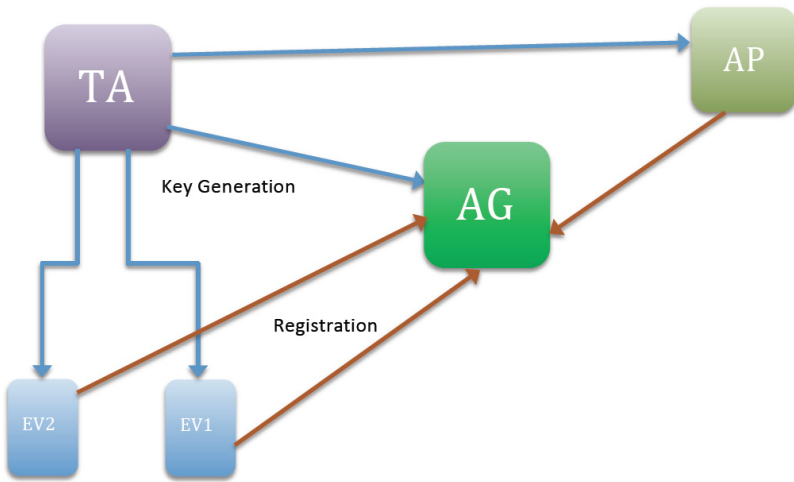 TA
AP
Key Generation
AG
Registration
EV2
EV1